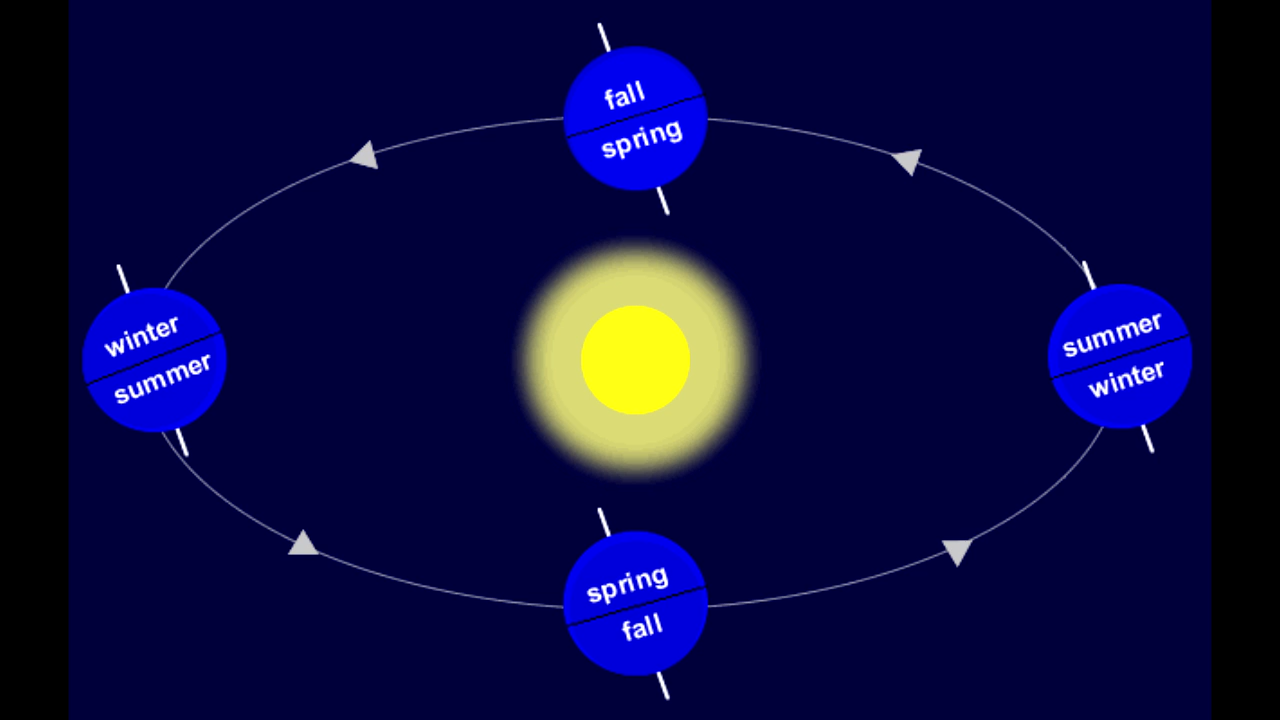 fall
spring
winter
summer
summer
winter
spring
fall